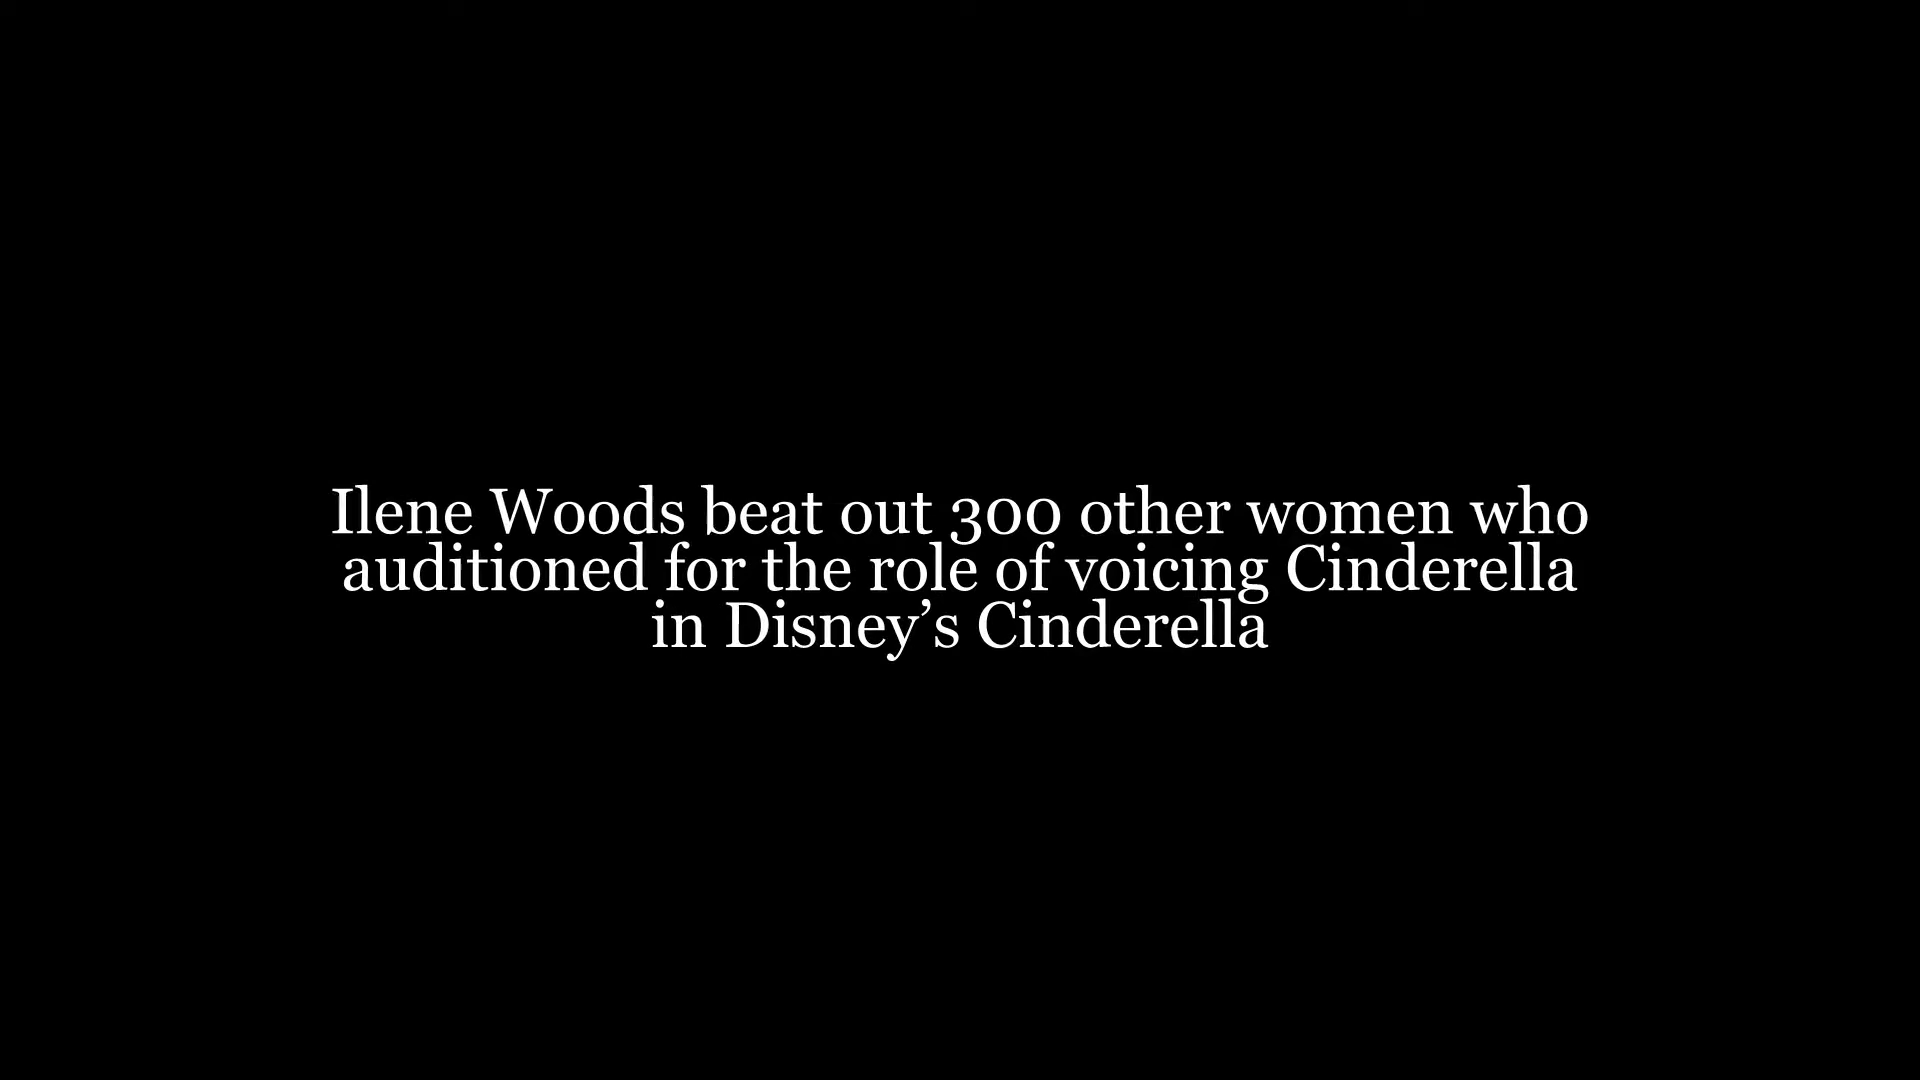 Ilene Woods beat out 300 other women who
auditioned for the role of voicing Cinderella
in Disney’s Cinderella